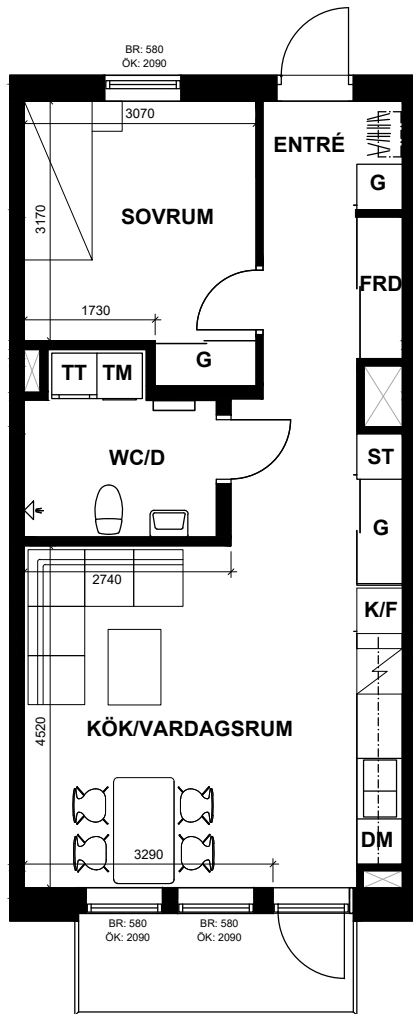 BR: 580
ÖK: 2090
3070
ENTRÉ
G
SOVRUM
3170
FRD
1730
G
TT
TM
WC/D
ST
G
2740
K/F
4520
KÖK/VARDAGSRUM
DM
3290
BR: 580
ÖK: 2090
BR: 580
ÖK: 2090